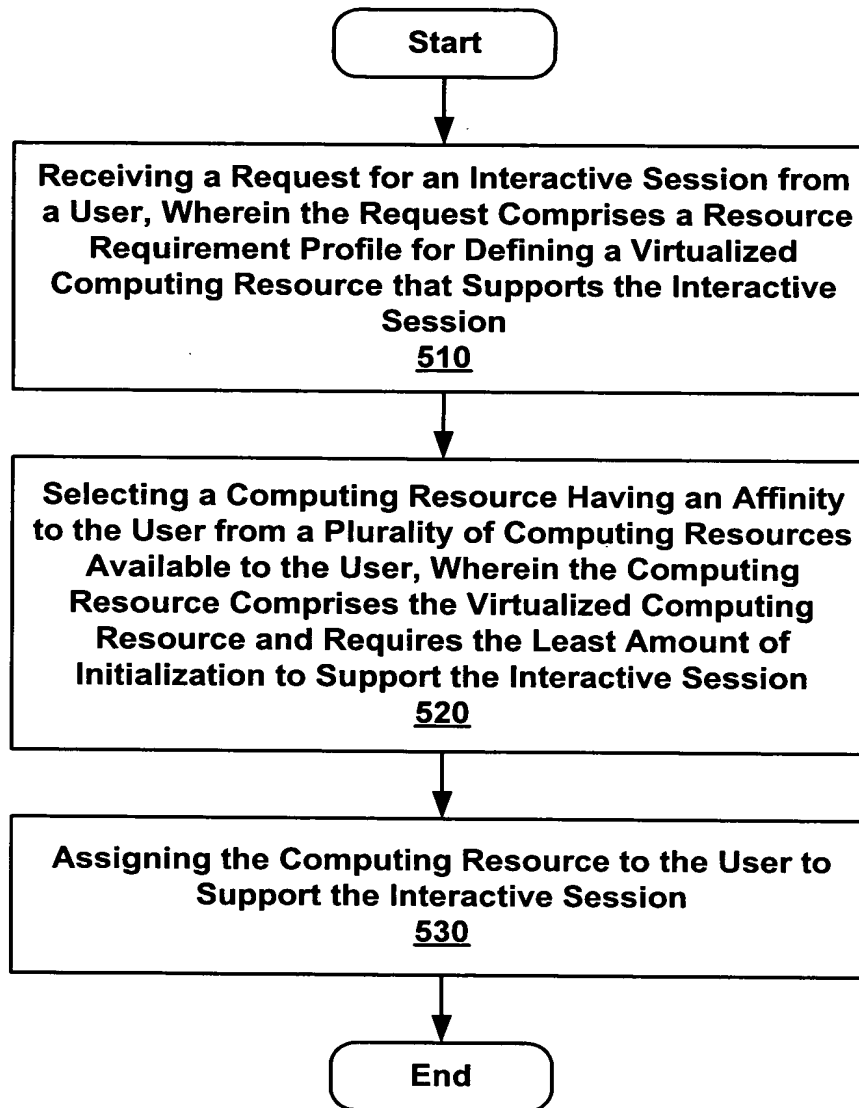 Start
Receiving a Request for an Interactive Session from
a User, Wherein the Request Comprises a Resource
Requirement Profile for Defining a Virtualized
Computing Resource that Supports the Interactive
Session
510
Selecting a Computing Resource Having an Affinity
to the User from a Plurality of Computing Resources
Available to the User, Wherein the Computing
Resource Comprises the Virtualized Computing
Resource and Requires the Least Amount of
Initialization to Support the Interactive Session
520
Assigning the Computing Resource to the User to
Support the Interactive Session
530
End